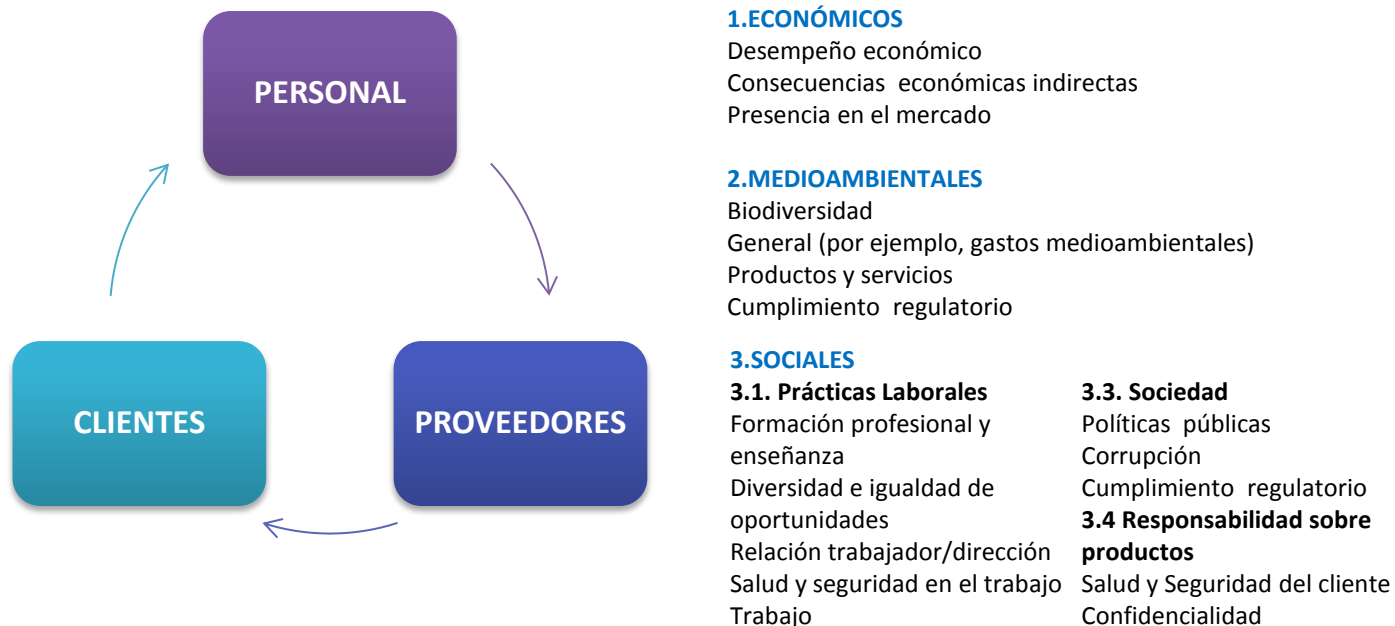 PERSONAL
CLIENTES
PROVEEDORES
1.ECONÓMICOS
Desempeño económico
Consecuencias económicas indirectas
Presencia en el mercado
2.MEDIOAMBIENTALES
Biodiversidad
General (por ejemplo, gastos medioambientales)
Productos y servicios
Cumplimiento regulatorio
3.SOCIALES
3.1. Prácticas Laborales
Formación profesional y
enseñanza
Diversidad e igualdad de
oportunidades
Relación trabajador/dirección
Salud y seguridad en el trabajo
Trabajo
3.3. Sociedad
Políticas públicas
Corrupción
Cumplimiento regulatorio
3.4 Responsabilidad sobre
productos
Salud y Seguridad del cliente
Confidencialidad